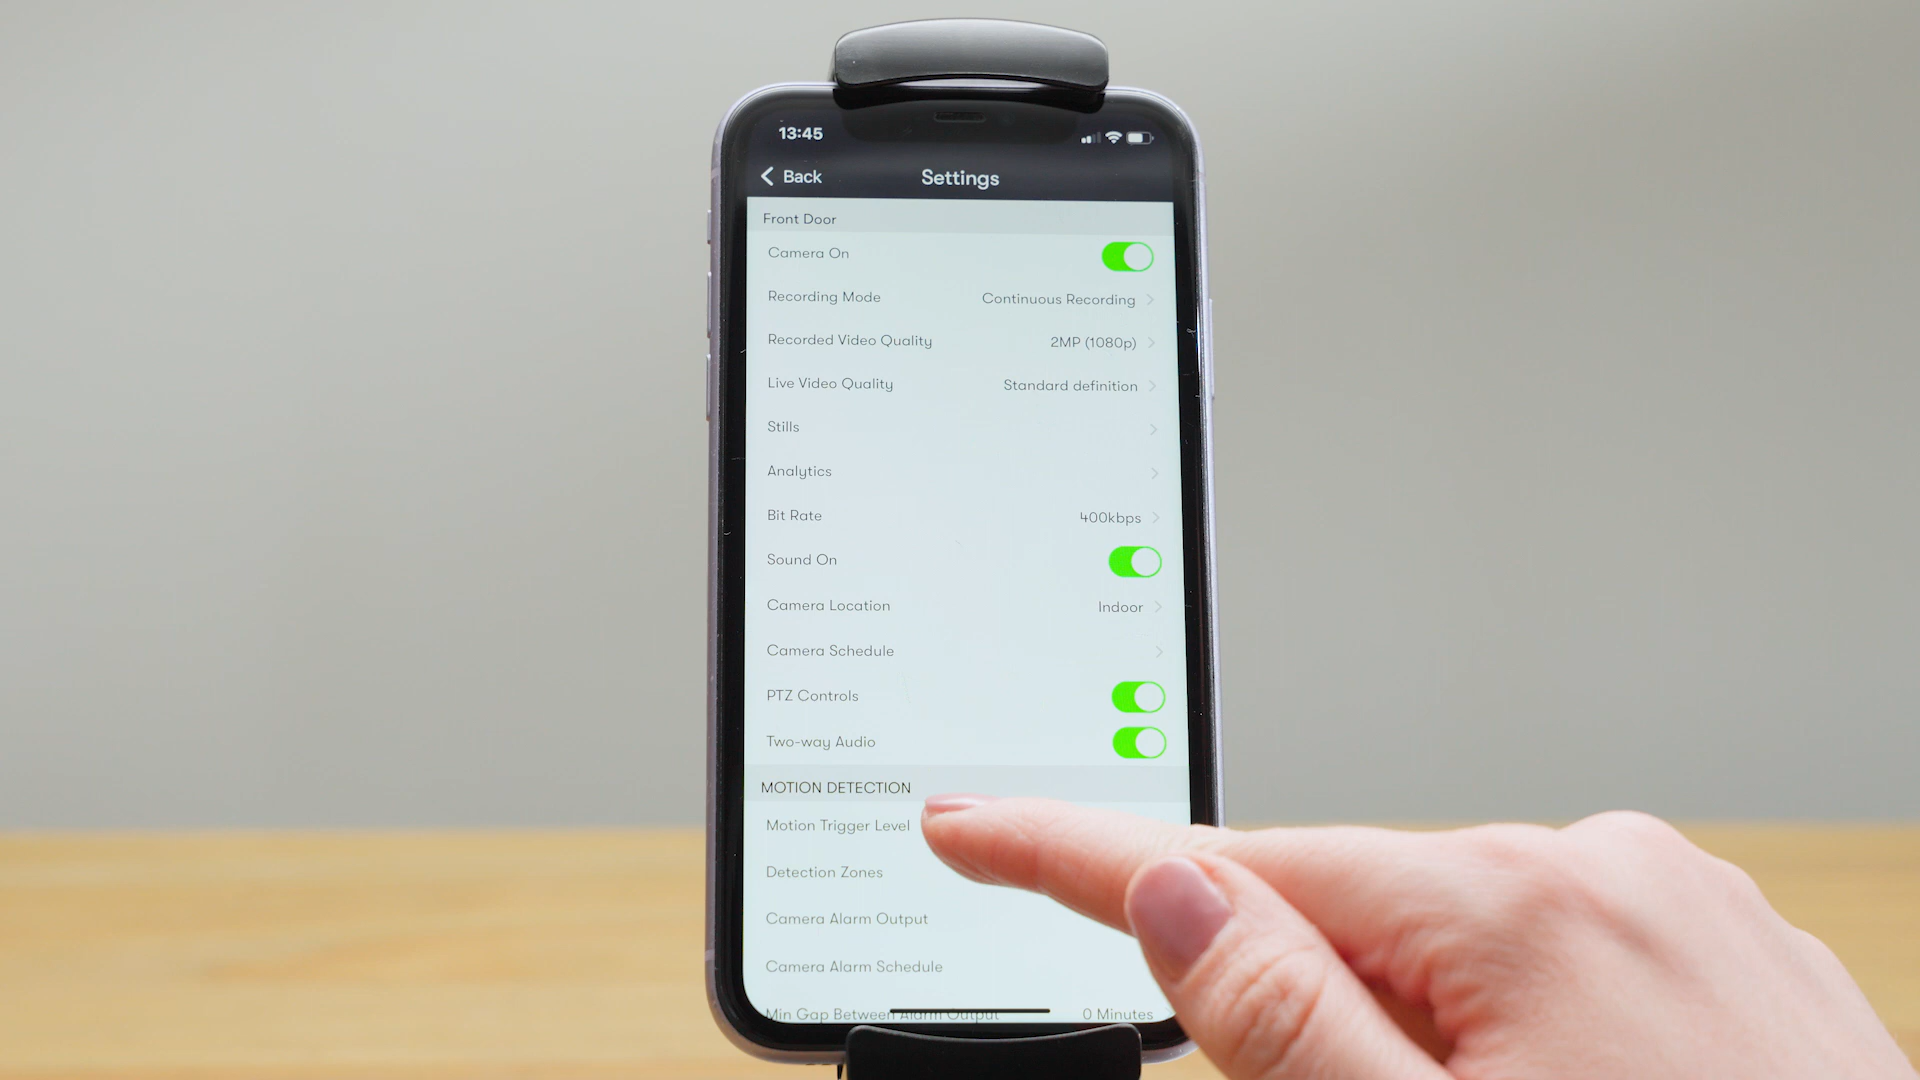 13:45
Back
Settings
Front Door
Camera On
Recording Mode Continuous Recording
Recorded Video Quality 2MP (1080p)
Live Video Quality Standard definition
Stills
Analytics
Bit Rate 400kbps
Sound On
Camera Location Indoor
Camera Schedule
PTZ Controls
Two-way Audio
MOTION DETECTION
Motion Trigger Level
Detection Zones
Camera Alarm Output
Camera Alarm Schedule
Min Gap Between Alarm Output 0 Minutes